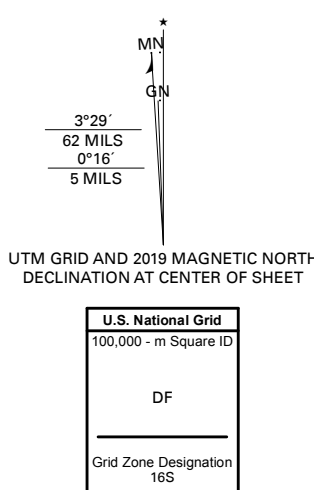 MN
GN
3°29´
62 MILS
0°16´
5 MILS
UTM GRID AND 2019 MAGNETIC NORTH
DECLINATION AT CENTER OF SHEET
U.S. National Grid
100,000 - m Square ID
DF
Grid Zone Designation
16S